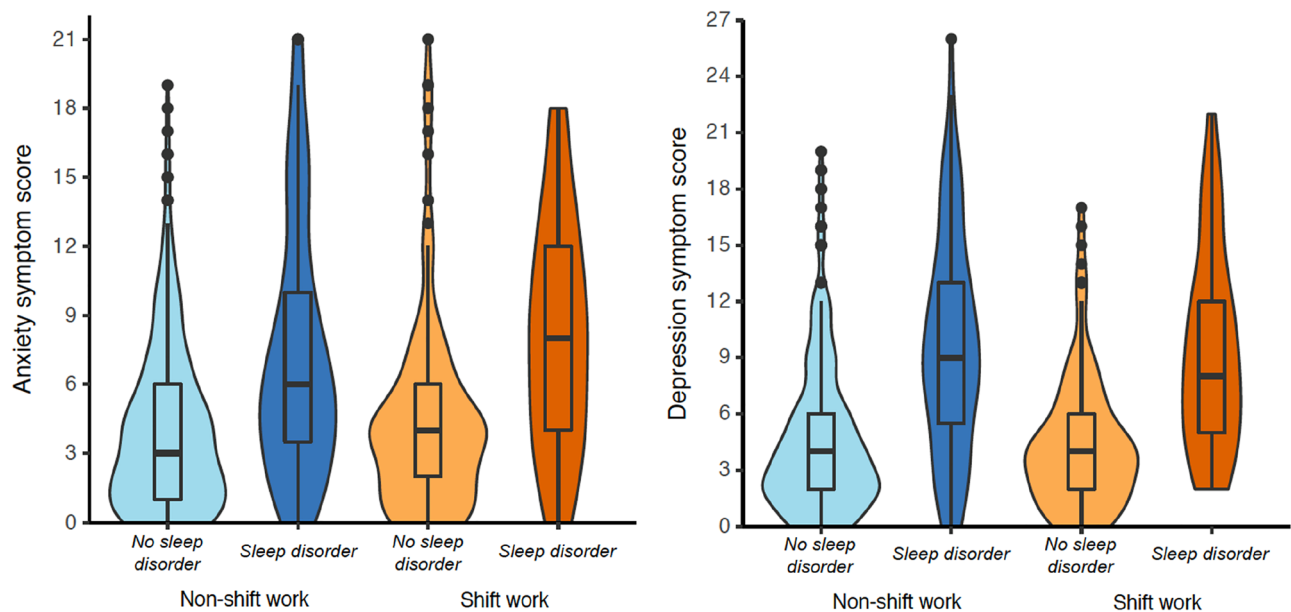 Anxiety symptom score
21
18
15
12
9
6
3
0
No sleep
disorder
Sleep disorder
No sleep
disorder
Sleep disorder
Non-shift work
Shift work
Depression symptom score
27
24
21
18
15
12
9
6
3
0
No sleep
disorder
Sleep disorder
No sleep
disorder
Sleep disorder
Non-shift work
Shift work